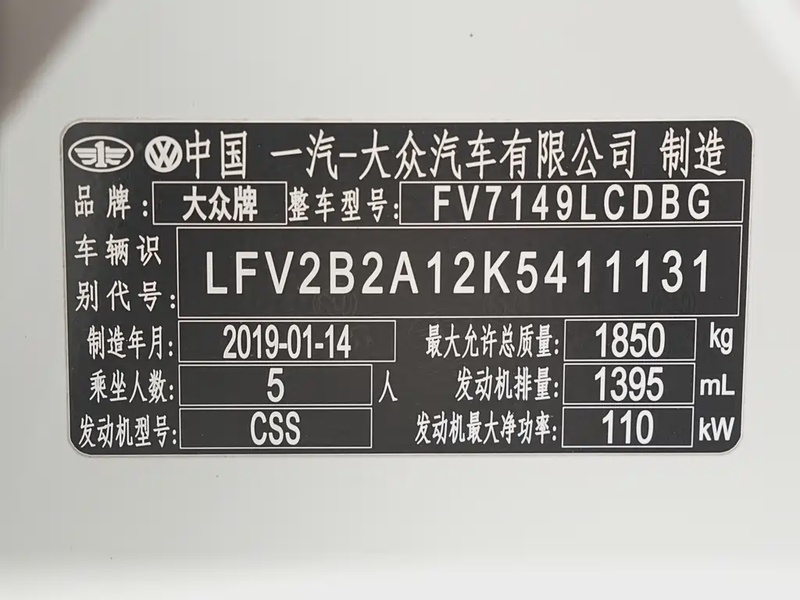 中国 一汽-大众汽车有限公司 制造
品牌: 大众牌 整车型号: FV7149LCDBG
车辆识别代号: LFV2B2A12K5411131
制造年月: 2019-01-14 最大允许总质量: 1850 kg
乘坐人数: 5 人 发动机排量: 1395 mL
发动机型号: CSS 发动机最大净功率: 110 kW